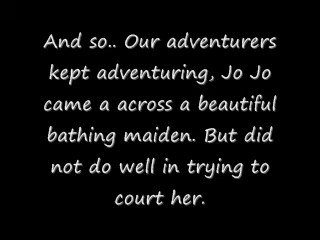 And so.. Our adventurers
kept adventuring, Jo Jo
came a across a beautiful
bathing maiden. But did
not do well in trying to
court her.